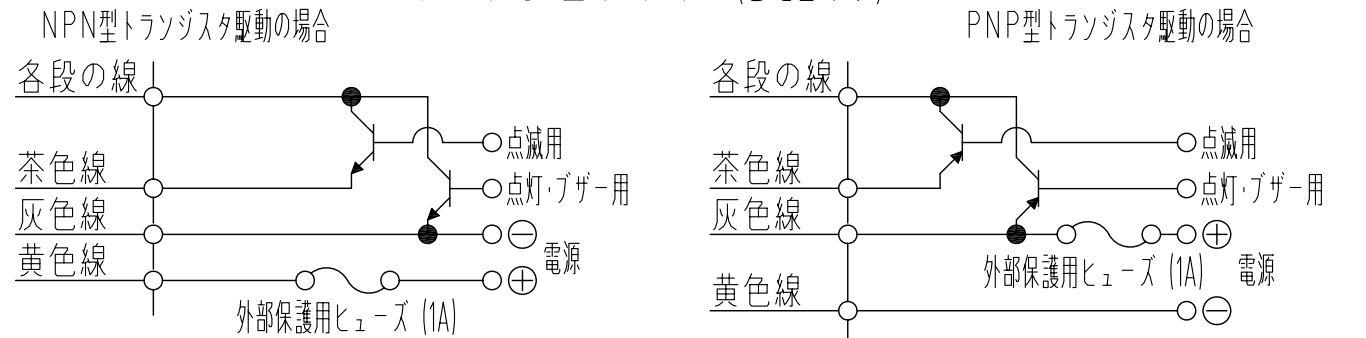 NPN型トランジスタ駆動の場合
各段の線
茶色線
灰色線
黄色線
点滅用
点灯・ブザー用
電源
外部保護用ヒューズ (1A)
PNP型トランジスタ駆動の場合
各段の線
茶色線
灰色線
黄色線
点滅用
点灯・ブザー用
外部保護用ヒューズ (1A)
電源